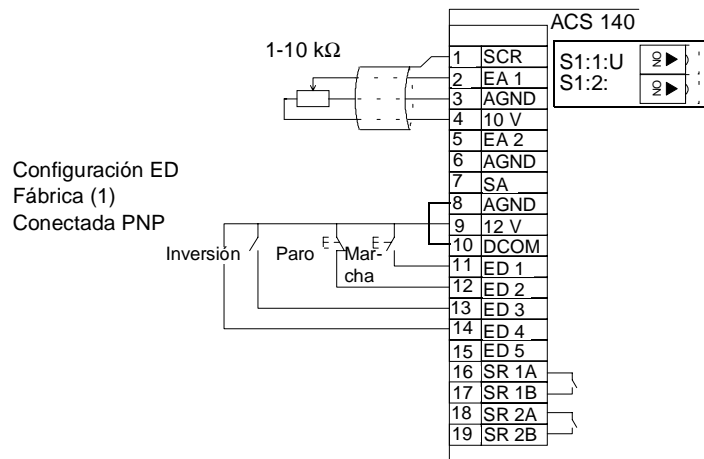 ACS 140
1-10 kΩ
1 SCR
2 EA 1
3 AGND
4 10 V
5 EA 2
6 AGND
7 SA
8 AGND
9 12 V
10 DCOM
11 ED 1
12 ED 2
13 ED 3
14 ED 4
15 ED 5
16 SR 1A
17 SR 1B
18 SR 2A
19 SR 2B
S1:1:U
S1:2:
ON
ON
Configuración ED
Fábrica (1)
Conectada PNP
Inversión
Paro
Mar-
cha